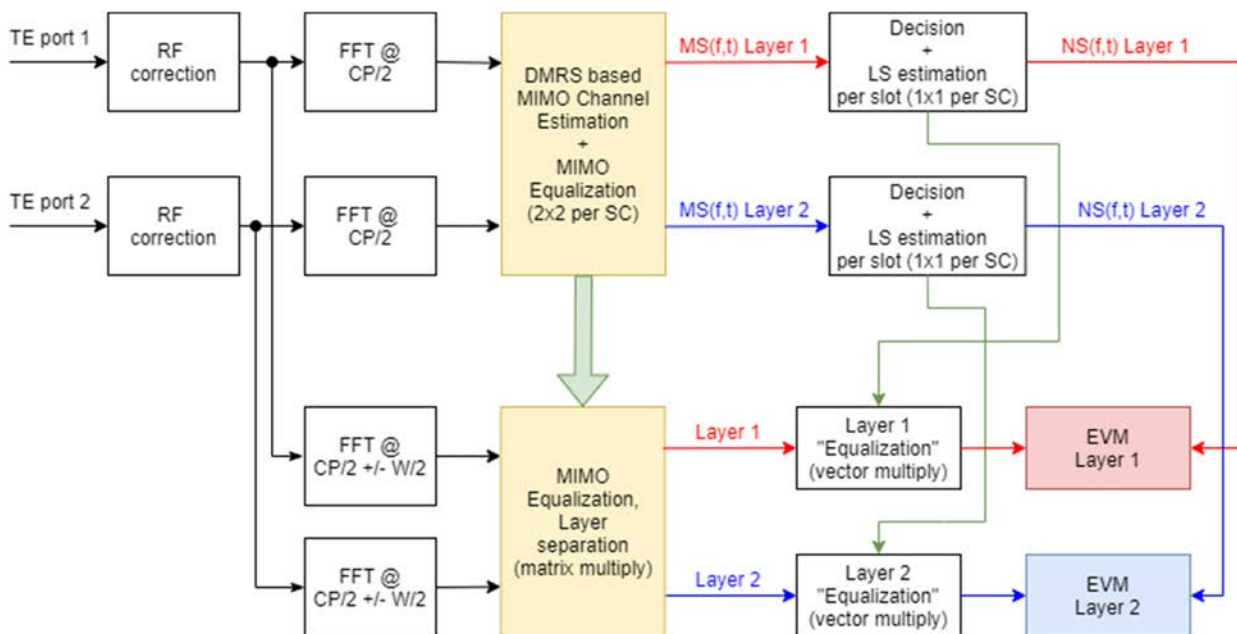 TE port 1
RF
correction
FFT @
CP/2
DMRS based
MIMO Channel
Estimation
+
MIMO
Equalization
(2x2 per SC)
MS(f,t) Layer 1
Decision
+
LS estimation
per slot (1x1 per SC)
NS(f,t) Layer 1
TE port 2
RF
correction
FFT @
CP/2
MS(f,t) Layer 2
Decision
+
LS estimation
per slot (1x1 per SC)
NS(f,t) Layer 2
FFT @
CP/2 +/- W/2
MIMO
Equalization,
Layer
separation
(matrix multiply)
Layer 1
Layer 1
"Equalization"
(vector multiply)
EVM
Layer 1
FFT @
CP/2 +/- W/2
Layer 2
Layer 2
"Equalization"
(vector multiply)
EVM
Layer 2